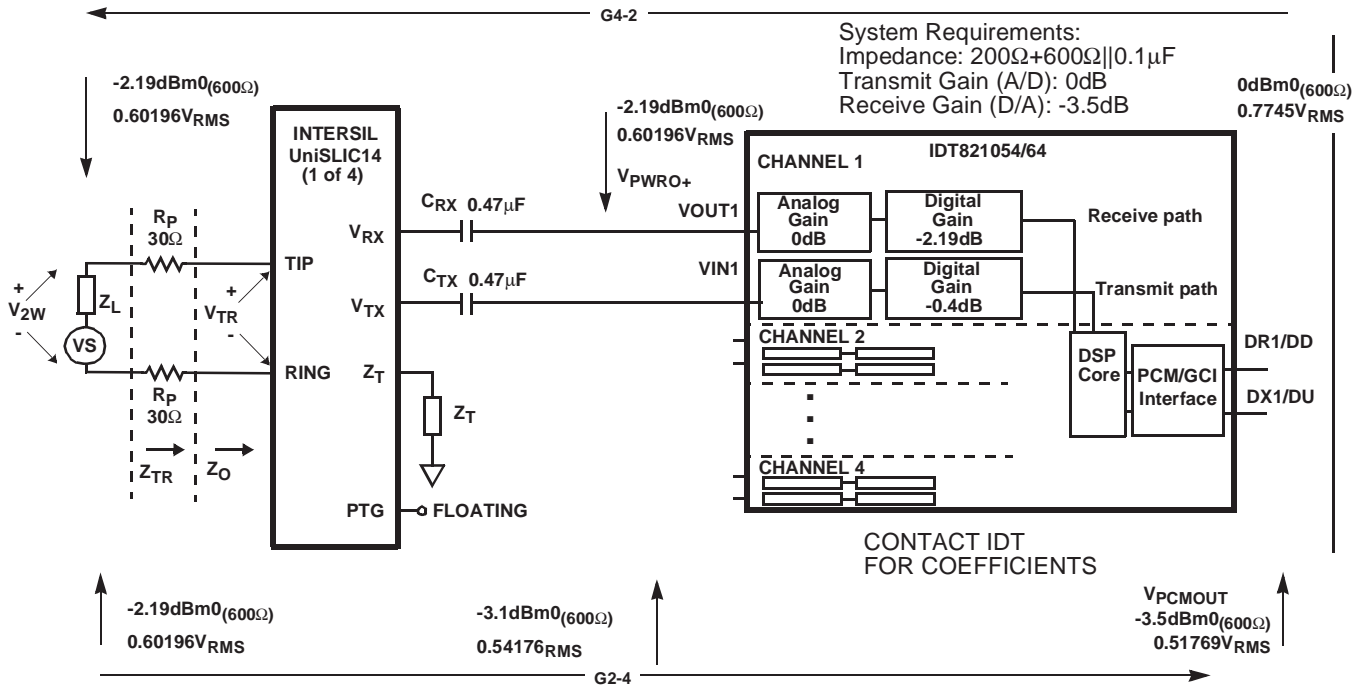 G4-2
System Requirements:
Impedance: 200Ω+600Ω||0.1μF
Transmit Gain (A/D): 0dB
Receive Gain (D/A): -3.5dB
-2.19dBm0(600Ω)
0.60196VRMS
-2.19dBm0(600Ω)
0.60196VRMS
VPWRO+
0dBm0(600Ω)
0.7745VRMS
INTERSIL
UniSLIC14
(1 of 4)
IDT821054/64
CHANNEL 1
CRX 0.47μF
VRX
VOUT1
Analog
Gain
0dB
Digital
Gain
-2.19dB
Receive path
RP
30Ω
TIP
CTX 0.47μF
VTX
VIN1
Analog
Gain
0dB
Digital
Gain
-0.4dB
Transmit path
+
V2W
-
ZL
VS
+
VTR
-
RING
ZT
ZT
CHANNEL 2
DSP
Core
PCM/GCI
Interface
DR1/DD
DX1/DU
RP
30Ω
ZTR
ZO
PTG
FLOATING
CHANNEL 4
CONTACT IDT
FOR COEFFICIENTS
-2.19dBm0(600Ω)
0.60196VRMS
-3.1dBm0(600Ω)
0.54176RMS
VPCMOUT
-3.5dBm0(600Ω)
0.51769VRMS
G2-4